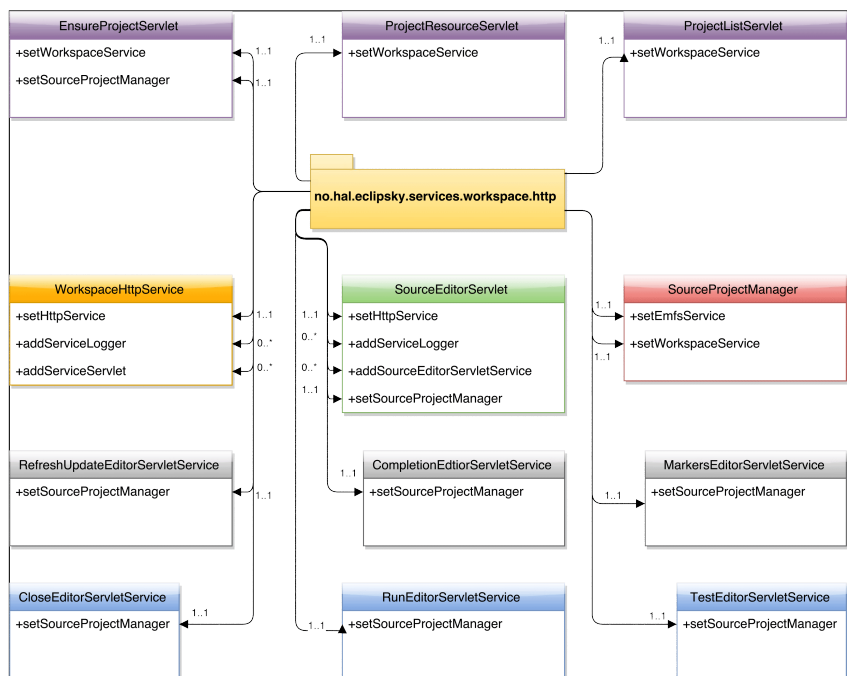 EnsureProjectServlet
+setWorkspaceService
+setSourceProjectManager
1..1
1..1
ProjectResourceServlet
+setWorkspaceService
1..1
ProjectListServlet
+setWorkspaceService
1..1
no.hal.eclipsky.services.workspace.http
WorkspaceHttpService
+setHttpService
+addServiceLogger
+addServiceServlet
1..1
0..*
0..*
SourceEditorServlet
+setHttpService
+addServiceLogger
+addSourceEditorServletService
+setSourceProjectManager
1..1
0..*
0..*
1..1
SourceProjectManager
+setEmfsService
+setWorkspaceService
1..1
1..1
RefreshUpdateEditorServletService
+setSourceProjectManager
1..1
CompletionEdtiorServletService
+setSourceProjectManager
1..1
MarkersEditorServletService
+setSourceProjectManager
1..1
CloseEditorServletService
+setSourceProjectManager
1..1
RunEditorServletService
+setSourceProjectManager
1..1
TestEditorServletService
+setSourceProjectManager
1..1